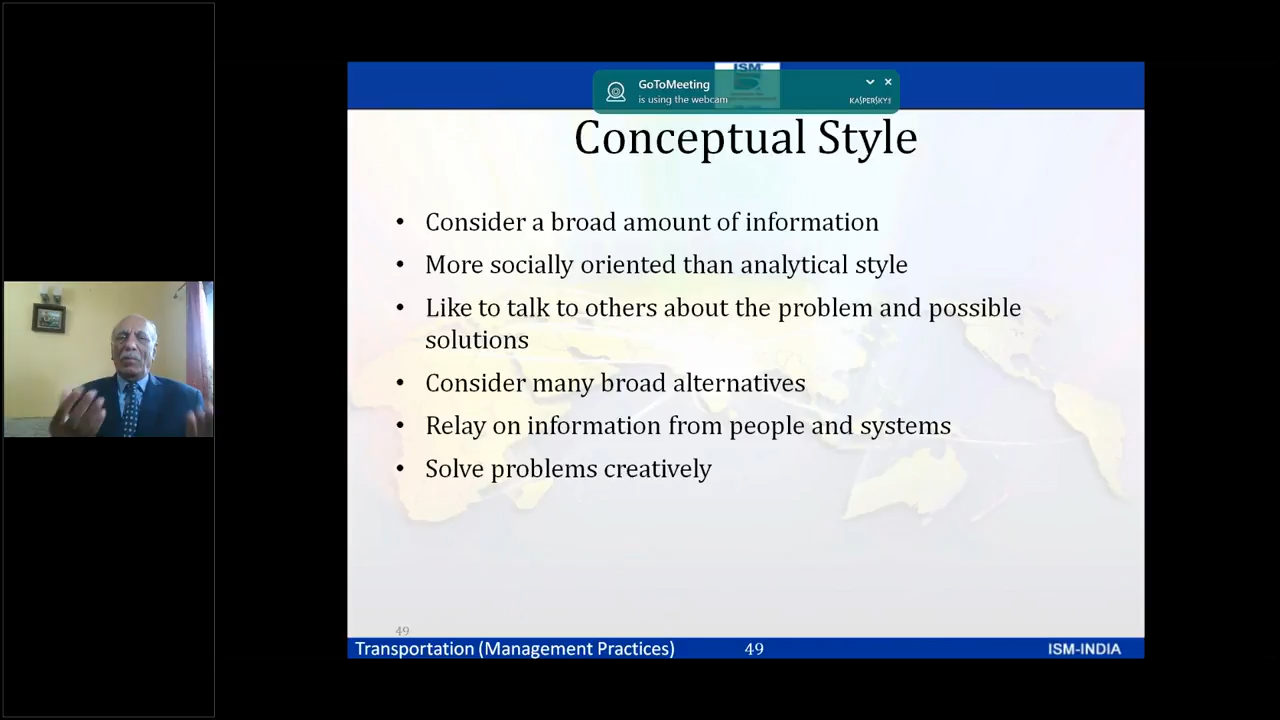 ISM
GoToMeeting
is using the webcam
KASPERSKY
Conceptual Style
• Consider a broad amount of information
• More socially oriented than analytical style
• Like to talk to others about the problem and possible
solutions
• Consider many broad alternatives
• Relay on information from people and systems
• Solve problems creatively
49
Transportation (Management Practices) 49 ISM-INDIA